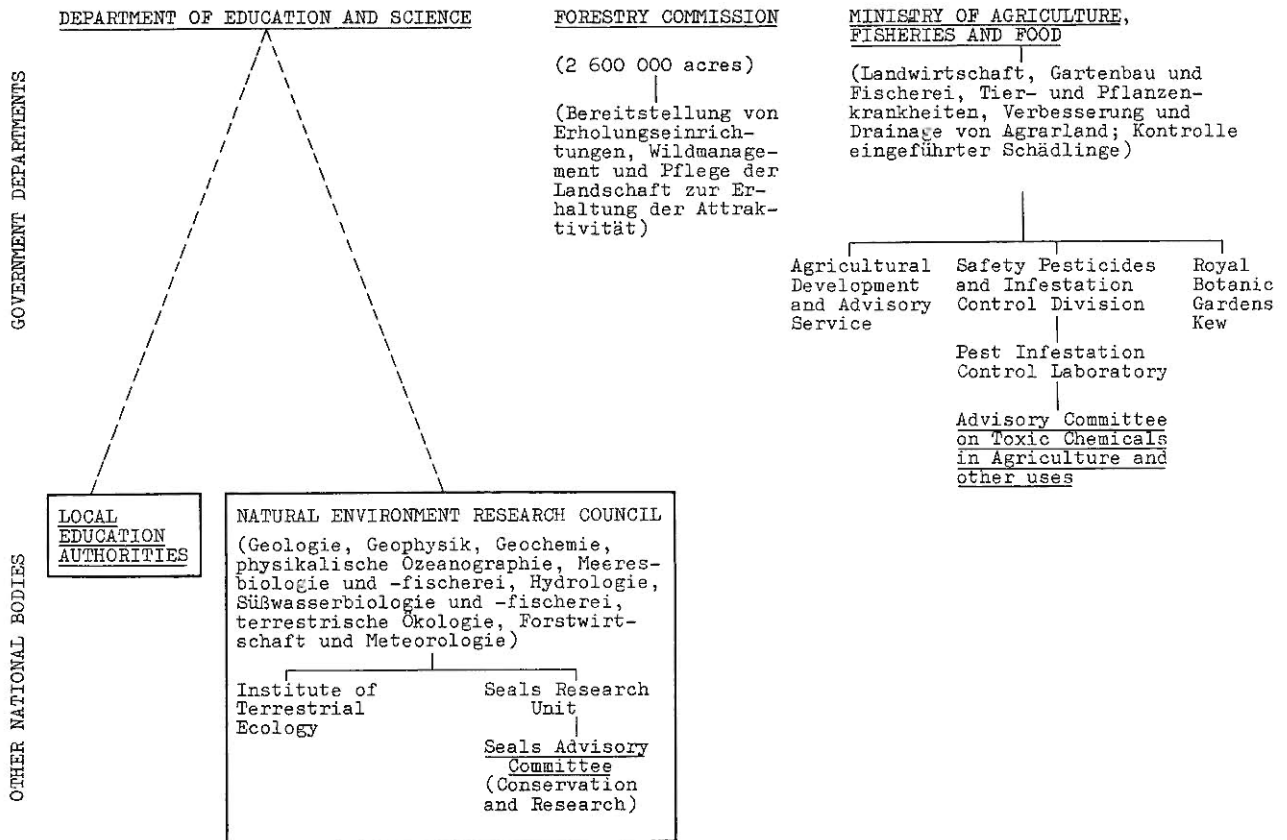 DEPARTMENT OF EDUCATION AND SCIENCE
FORESTRY COMMISSION
(2 600 000 acres)
(Bereitstellung von
Erholungseinrich-
tungen, Wildmanage-
ment und Pflege der
Landschaft zur Er-
haltung der Attrak-
tivität)
MINISTRY OF AGRICULTURE,
FISHERIES AND FOOD
(Landwirtschaft, Gartenbau und
Fischerei, Tier- und Pflanzen-
krankheiten, Verbesserung und
Drainage von Agrarland; Kontrolle
eingeführter Schädlinge)
Agricultural
Development
and Advisory
Service
Safety Pesticides
and Infestation
Control Division
Pest Infestation
Control Laboratory
Advisory Committee
on Toxic Chemicals
in Agriculture and
other uses
Royal
Botanic
Gardens
Kew
GOVERNMENT DEPARTMENTS
LOCAL
EDUCATION
AUTHORITIES
NATURAL ENVIRONMENT RESEARCH COUNCIL
(Geologie, Geophysik, Geochemie,
physikalische Ozeanographie, Meeres-
biologie und -fischerei, Hydrologie,
Süßwasserbiologie und -fischerei,
terrestrische Ökologie, Forstwirt-
schaft und Meteorologie)
Institute of
Terrestrial
Ecology
Seals Research
Unit
Seals Advisory
Committee
(Conservation
and Research)
OTHER NATIONAL BODIES